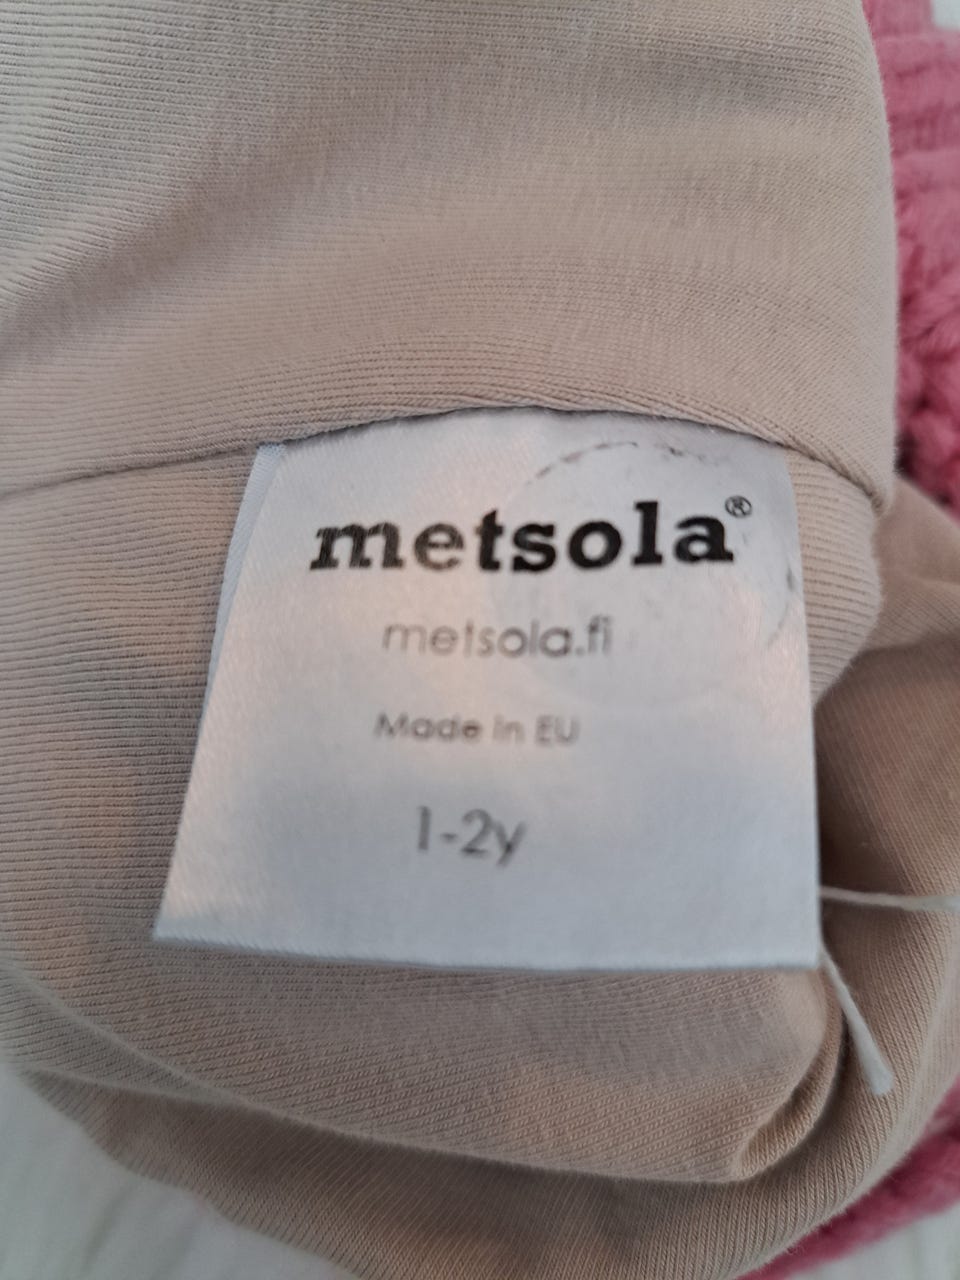 metsola®
metsola.fi
Made in EU
1-2y